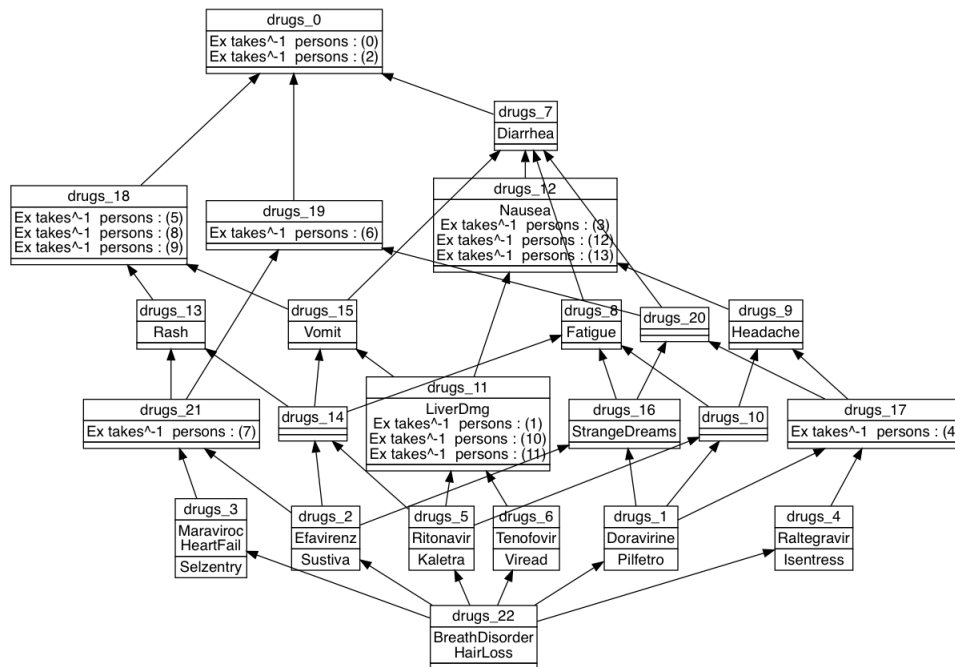 drugs_0
Ex takes^-1 persons : (0)
Ex takes^-1 persons : (2)
drugs_7
Diarrhea
drugs_18
Ex takes^-1 persons : (5)
Ex takes^-1 persons : (8)
Ex takes^-1 persons : (9)
drugs_19
Ex takes^-1 persons : (6)
drugs_12
Nausea
Ex takes^-1 persons : (3)
Ex takes^-1 persons : (12)
Ex takes^-1 persons : (13)
drugs_13
Rash
drugs_15
Vomit
drugs_8
Fatigue
drugs_20
drugs_9
Headache
drugs_21
Ex takes^-1 persons : (7)
drugs_14
drugs_11
LiverDmg
Ex takes^-1 persons : (1)
Ex takes^-1 persons : (10)
Ex takes^-1 persons : (11)
drugs_16
StrangeDreams
drugs_10
drugs_17
Ex takes^-1 persons : (4
drugs_3
Maraviroc
HeartFail
Selzentry
drugs_2
Efavirenz
Sustiva
drugs_5
Ritonavir
Kaletra
drugs_6
Tenofovir
Viread
drugs_1
Doravirine
Pilfetro
drugs_4
Raltegravir
Isentress
drugs_22
BreathDisorder
HairLoss